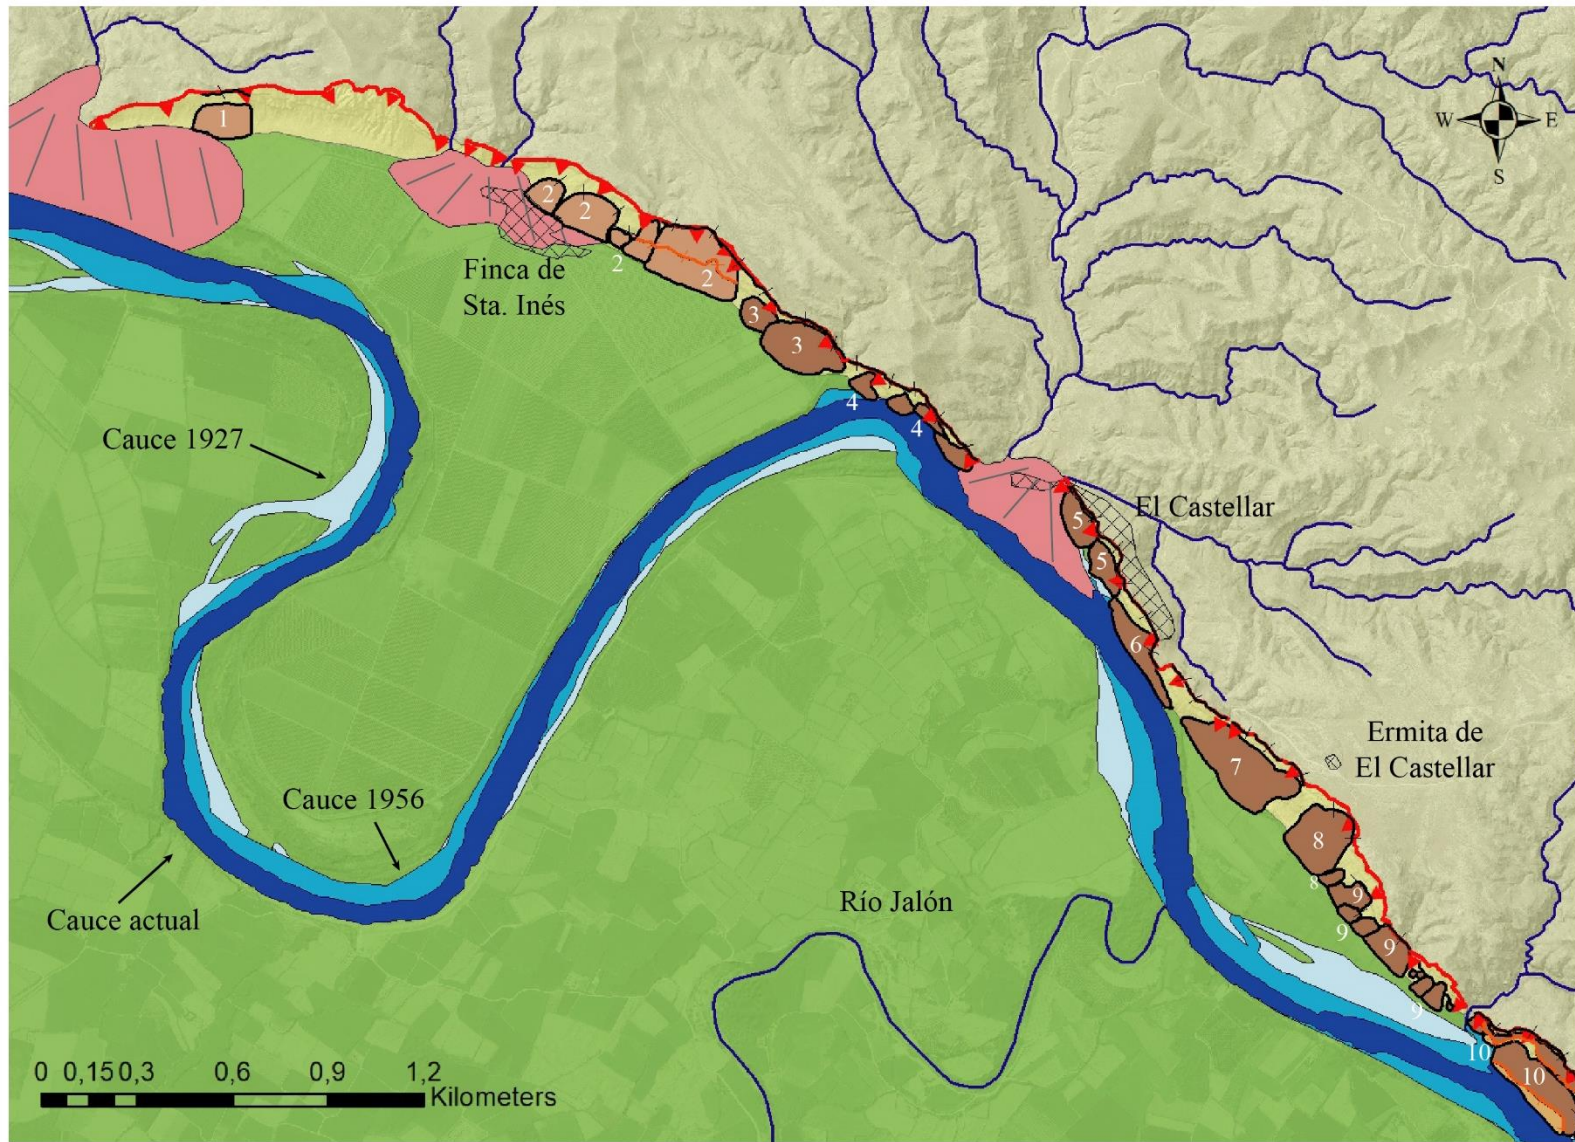 N
W E
S
1
2
2
2
2
Finca de
Sta. Inés
3
3
4
4
Cauce 1927
El Castellar
5
5
6
Ermita de
El Castellar
7
Cauce 1956
8
8
9
Río Jalón
Cauce actual
9
9
9
10
10
0 0,15 0,3 0,6 0,9 1,2
Kilometers